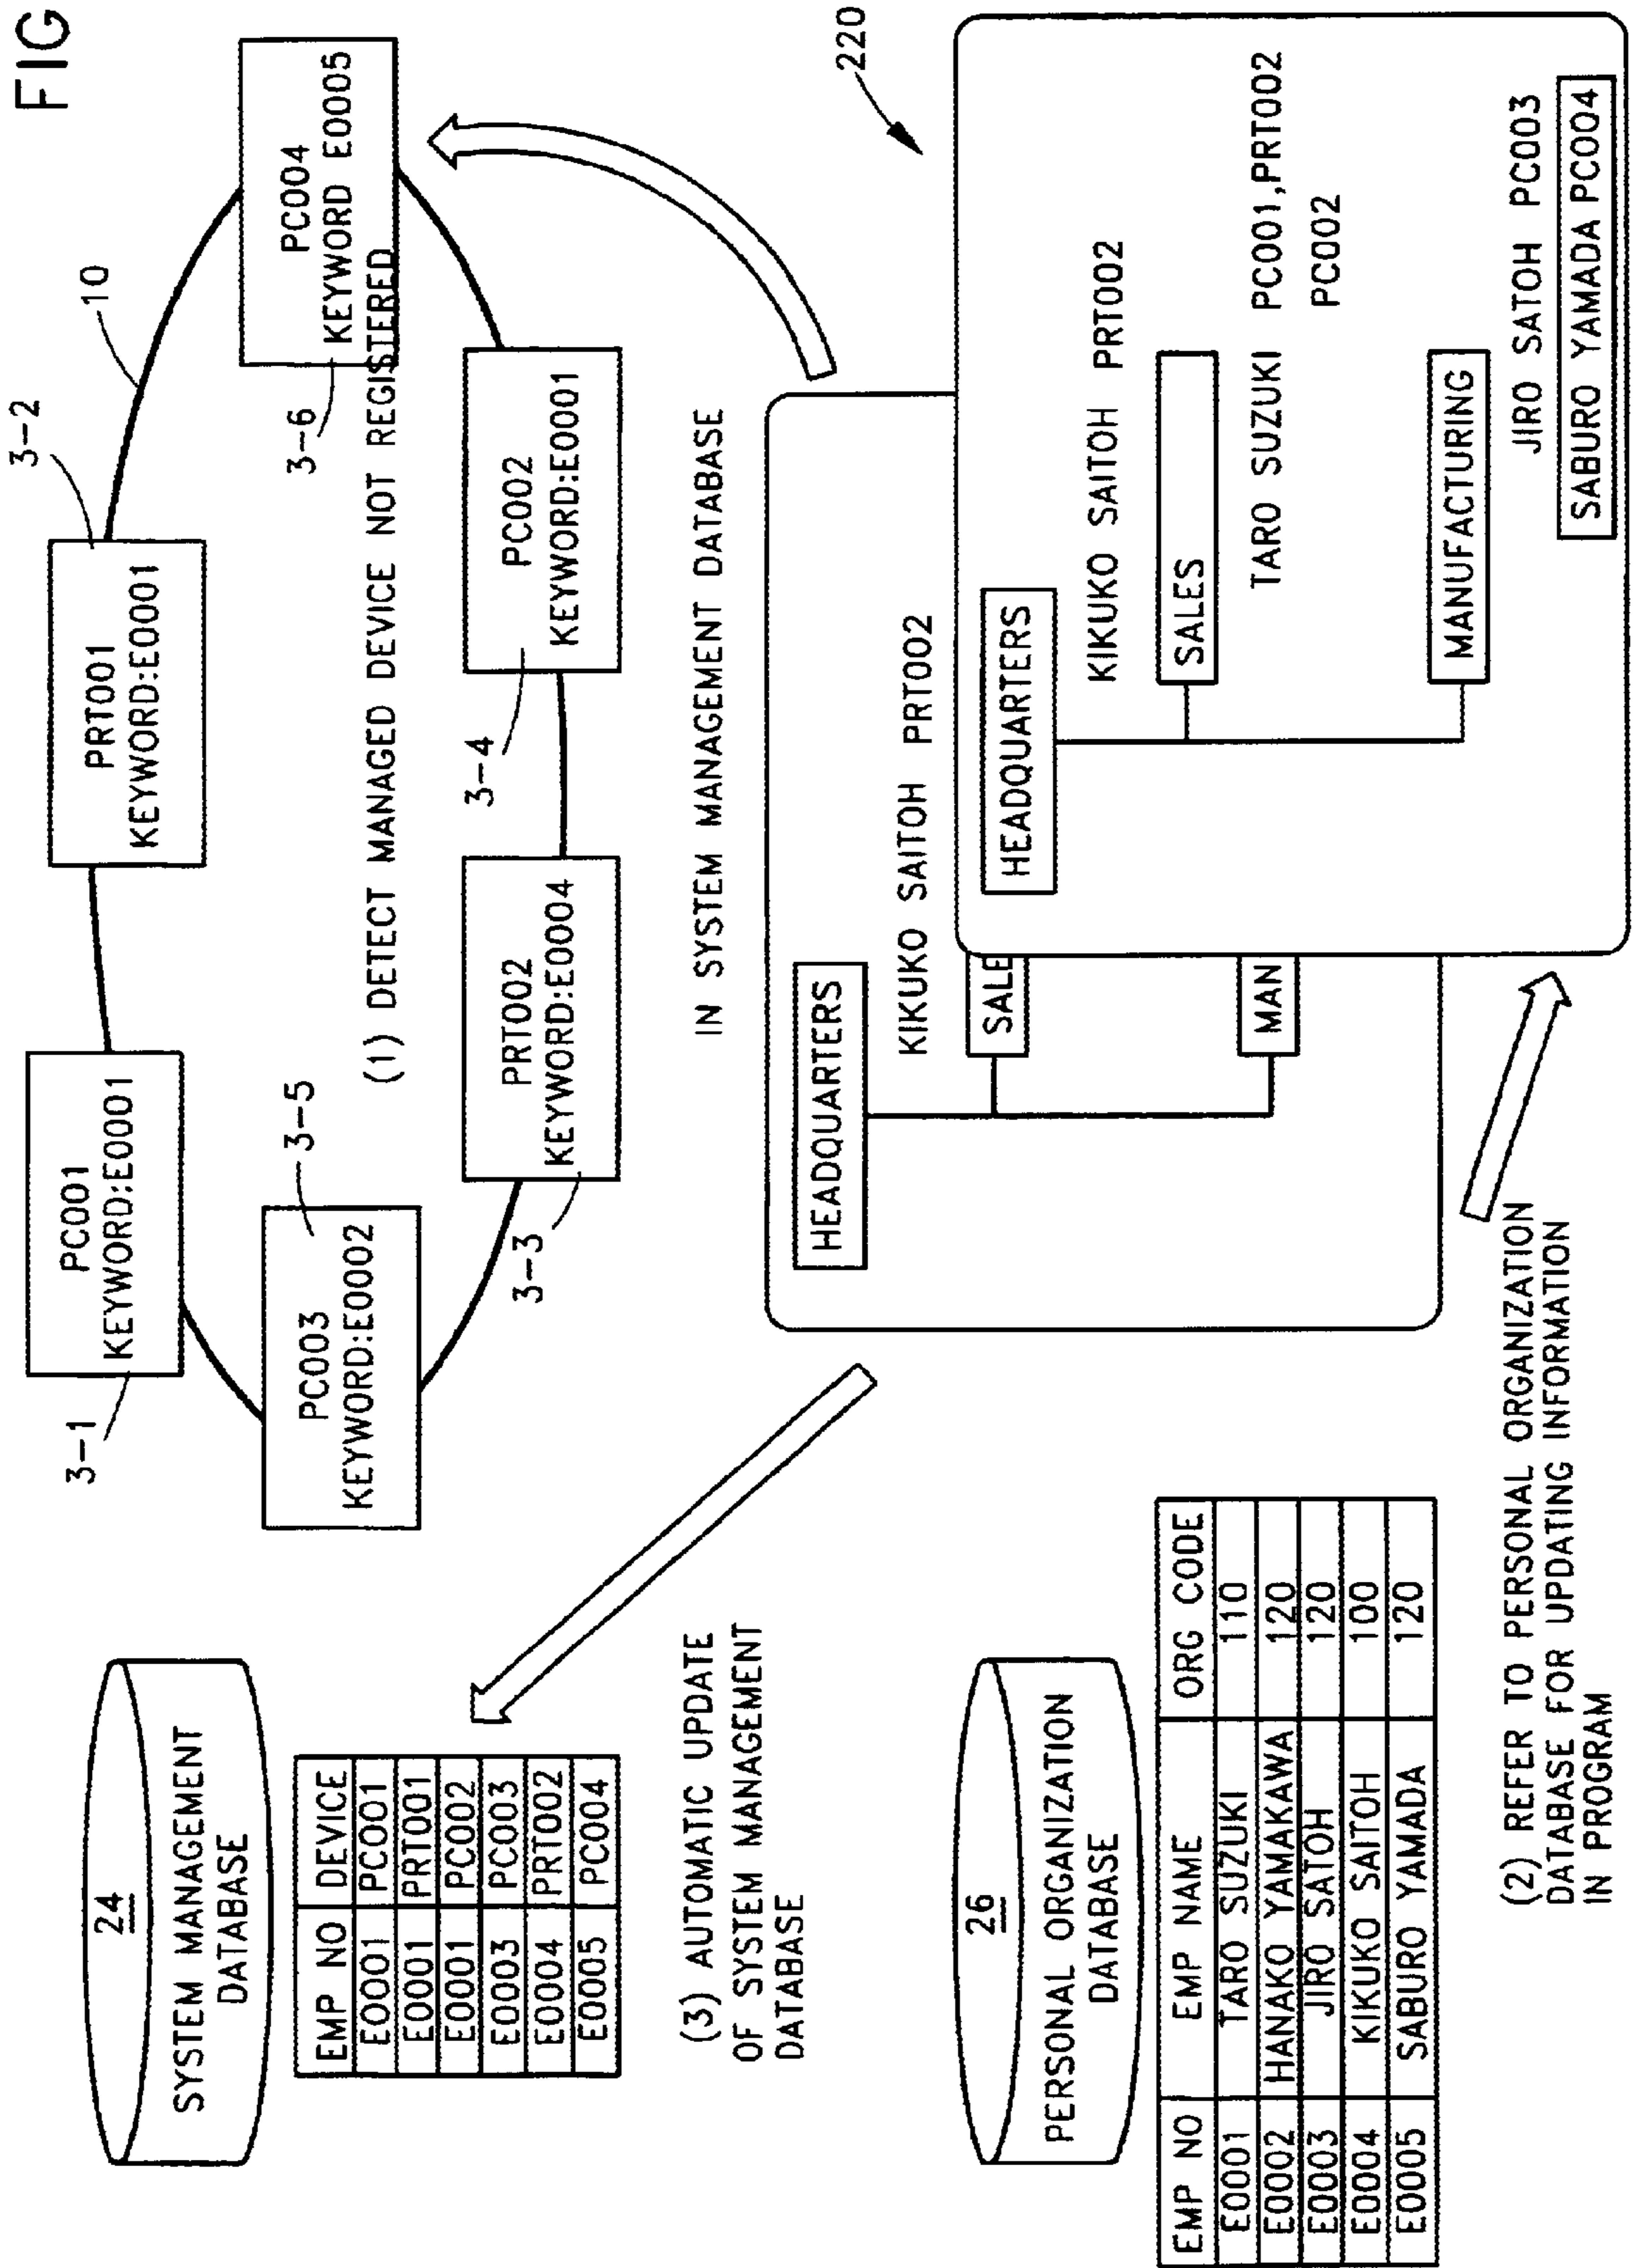 FIG
24
SYSTEM MANAGEMENT
DATABASE
EMP NO DEVICE
E0001 PC001
E0001 PRT001
E0001 PC002
E0003 PC003
E0004 PRT002
E0005 PC004
(3) AUTOMATIC UPDATE
OF SYSTEM MANAGEMENT
DATABASE
26
PERSONAL ORGANIZATION
DATABASE
EMP NO EMP NAME ORG CODE
E0001 TARO SUZUKI 110
E0002 HANAKO YAMAKAWA 120
E0003 JIRO SATOH 120
E0004 KIKUKO SAITOH 100
E0005 SABURO YAMADA 120
(2) REFER TO PERSONAL ORGANIZATION
DATABASE FOR UPDATING INFORMATION
IN PROGRAM
3-1
PC001
KEYWORD:E0001
3-2
PRT001
KEYWORD:E0001
10
PC003
KEYWORD:E0002
3-5
PC004
KEYWORD E0005
3-6
(1) DETECT MANAGED DEVICE NOT REGISTERED
3-3
PRT002
KEYWORD:E0004
3-4
PC002
KEYWORD:E0001
IN SYSTEM MANAGEMENT DATABASE
HEADQUARTERS
KIKUKO SAITOH PRT002
SALE
MAN
220
HEADQUARTERS
KIKUKO SAITOH PRT002
SALES
TARO SUZUKI PC001,PRT002
PC002
MANUFACTURING
JIRO SATOH PC003
SABURO YAMADA PC004